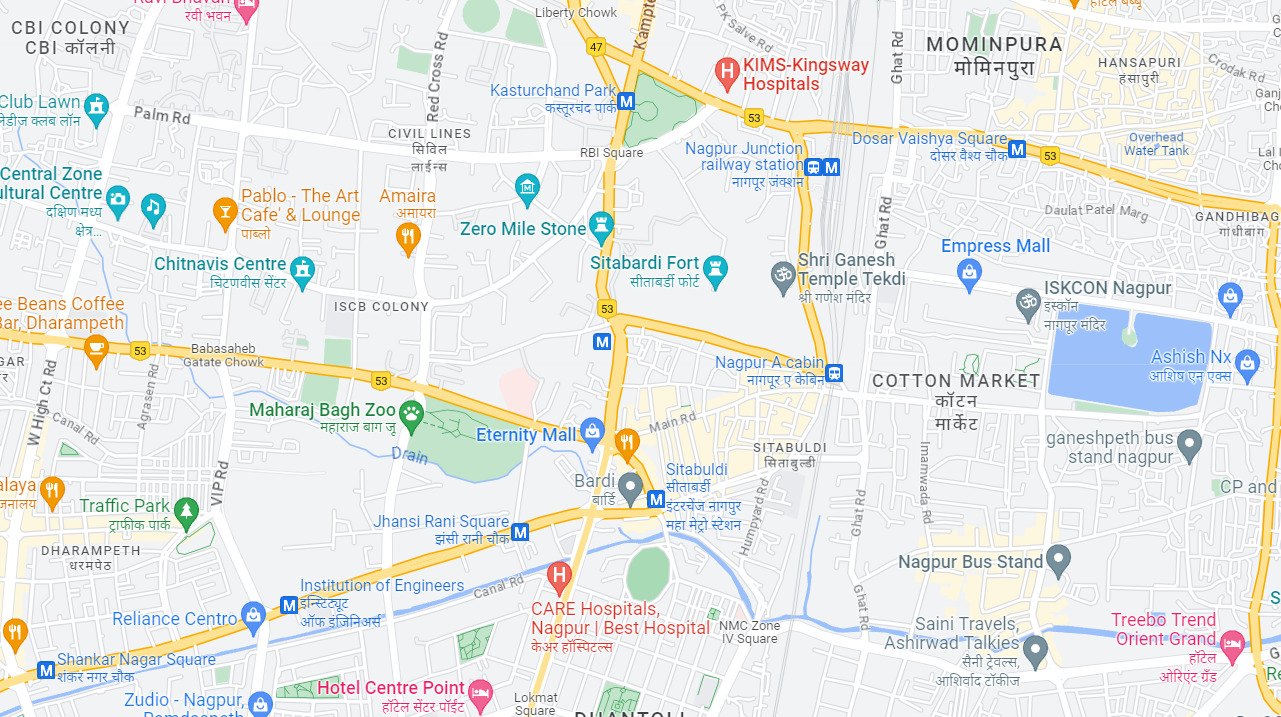 Ravi Bhavan
रवी भवन
Liberty Chowk
CBI COLONY
CBI कॉलनी
47
Kampte
PK Salve Rd
Ghat Rd
MOMINPURA
मोमिनपुरा
HANSAPURI
हंसापुरी
Crodak Rd
Red Cross Rd
KIMS-Kingsway
Hospitals
Kasturchand Park
कस्तूरचंद पार्क
Club Lawn
लेडीज क्लब लॉन
Palm Rd
53
CIVIL LINES
सिविल
लाईन्स
RBI Square
Nagpur Junction
railway station
नागपूर जंक्शन
Dosar Vaishya Square
दोसर वैश्य चौक
53
Overhead
Water Tank
Central Zone
ultural Centre
दक्षिण मध्य
क्षेत्र...
Pablo - The Art
Cafe' & Lounge
पाब्लो
Amaira
अमायरा
Zero Mile Stone
Ghat Rd
Daulat Patel Marg
GANDHIBAG
गांधीबाग
Empress Mall
Chitnavis Centre
चिटणवीस सेंटर
Sitabardi Fort
सीताबर्डी फोर्ट
Shri Ganesh
Temple Tekdi
श्री गणेश मंदिर
ISKCON Nagpur
इस्कॉन
नागपूर मंदिर
ee Beans Coffee
Bar, Dharampeth
ISCB COLONY
53
53
Babasaheb
Gatate Chowk
53
Nagpur A cabin
नागपूर ए केबिन
Ashish Nx
आशिष एन एक्स
COTTON MARKET
कॉटन
मार्केट
W High Ct Rd
Agrasen Rd
Maharaj Bagh Zoo
महाराज बाग जू
Canal Rd
Drain
Eternity Mall
Main Rd
SITABULDI
सिताबुल्डी
ganeshpeth bus
stand nagpur
Imamwada Rd
Bardi
बार्डि
Sitabuldi
सीताबर्डी
इंटरचेंज नागपुर
महा मेट्रो स्टेशन
CP and
VIP Rd
Traffic Park
ट्राफीक पार्क
Jhansi Rani Square
झंसी रानी चौक
Humpyard Rd
Ghat Rd
DHARAMPETH
धरमपेठ
Nagpur Bus Stand
Institution of Engineers
इन्स्टिट्यूट
ऑफ इंजिनिअर्स
Canal Rd
Ghat Rd
Reliance Centro
CARE Hospitals,
Nagpur | Best Hospital
केअर हॉस्पिटल्स
NMC Zone
IV Square
Saini Travels,
Ashirwad Talkies
सैनी ट्रेवल्स,
आशिर्वाद टॉकीज
Treebo Trend
Orient Grand
हॉटेल
ओरिएंट ग्रँड
Shankar Nagar Square
शंकर नगर चौक
Hotel Centre Point
हॉटेल सेंटर पॉईंट
Zudio - Nagpur,
Lokmat
Square
DHANTOLI